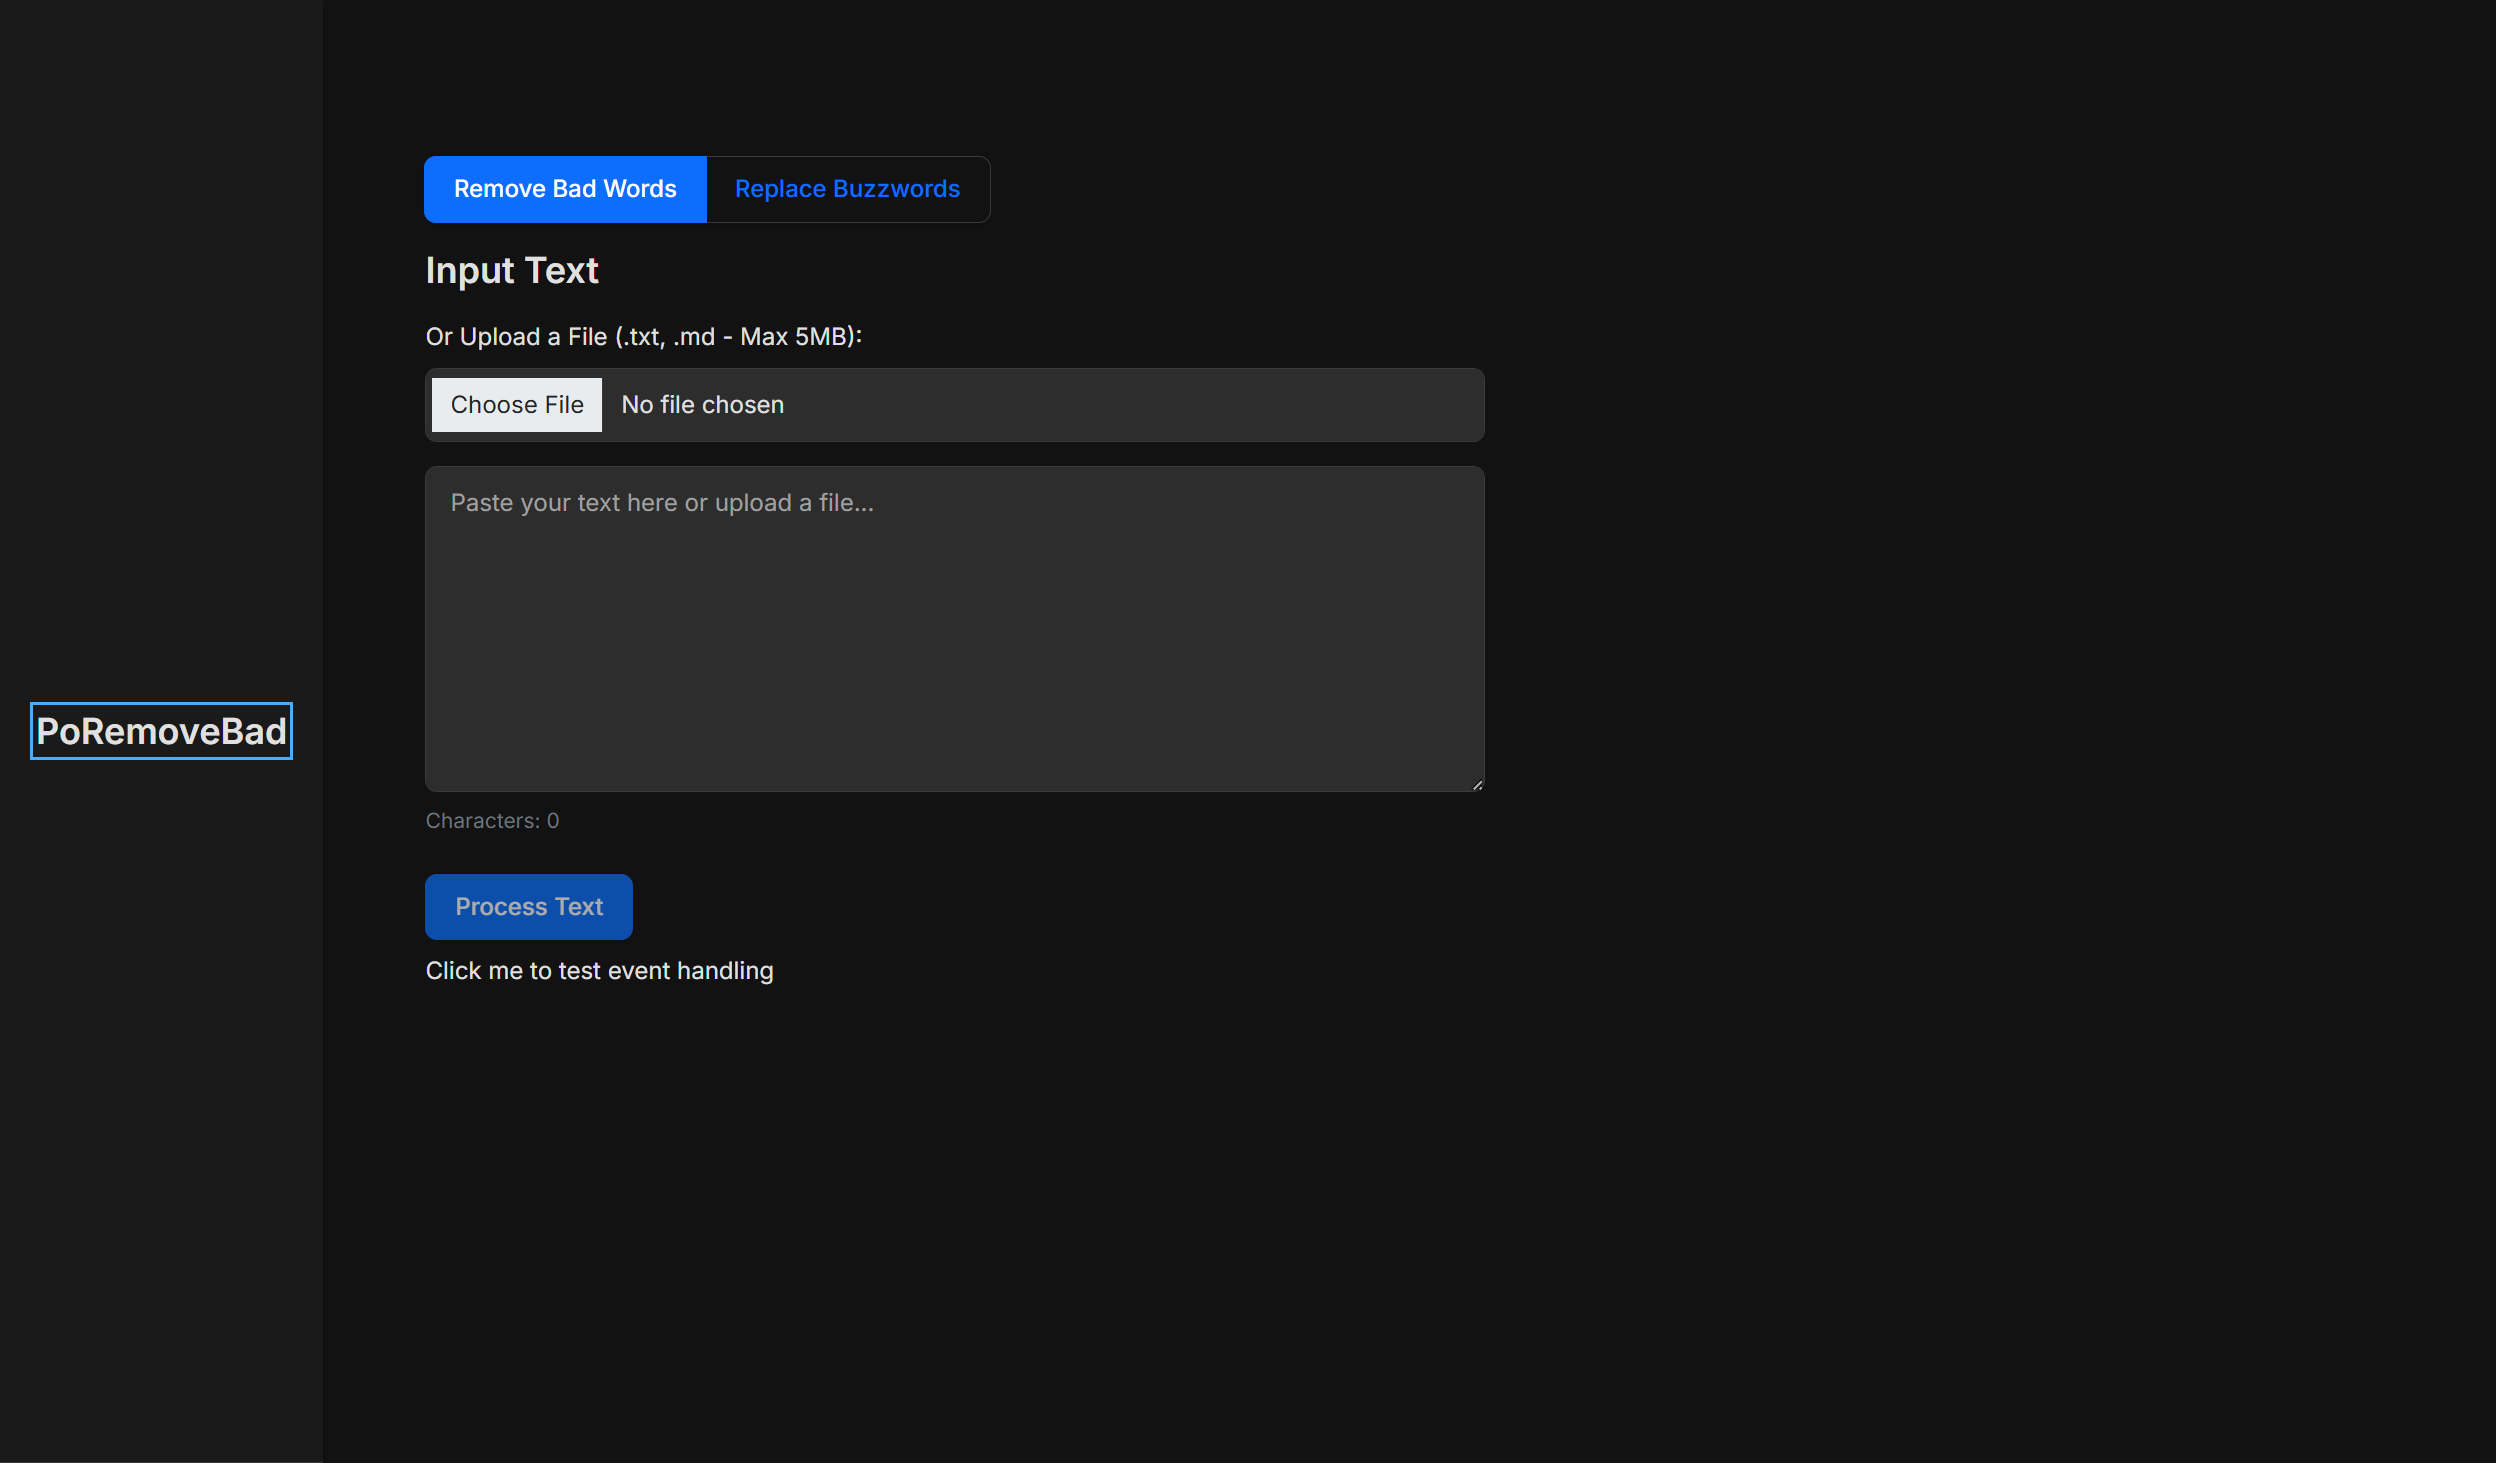 PoRemoveBad
Remove Bad Words
Replace Buzzwords
Input Text
Or Upload a File (.txt, .md - Max 5MB):
Choose File
No file chosen
Paste your text here or upload a file...
Characters: 0
Process Text
Click me to test event handling